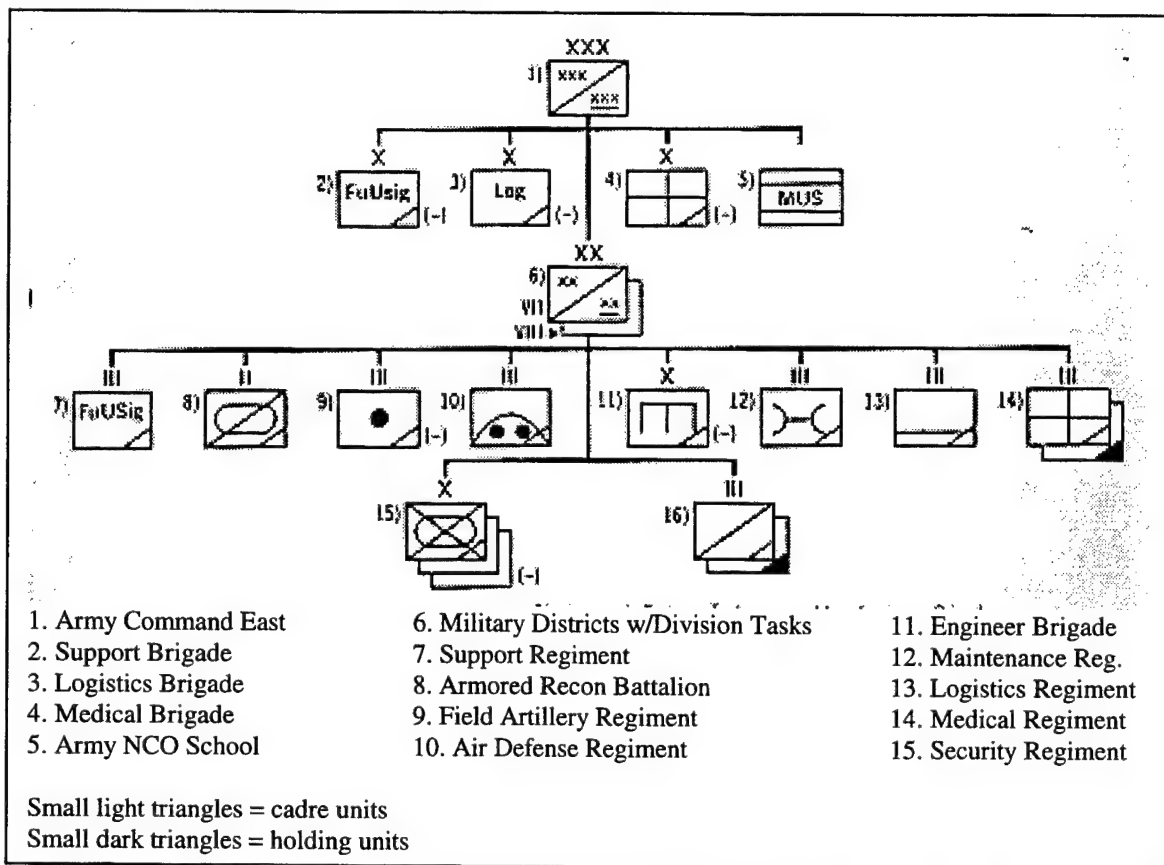 XXX
1) xxx
xxx
X X X
2) FüUsig (-) 3) Log (-) 4) (-) 5) MUS
XX
6) xx
VII xx
VIII
III II III III X III III III
7) FüUSig 8) 9) (-) 10) 11) (-) 12) 13) 14)
X III
15) (-) 16)
1. Army Command East 6. Military Districts w/Division Tasks 11. Engineer Brigade
2. Support Brigade 7. Support Regiment 12. Maintenance Reg.
3. Logistics Brigade 8. Armored Recon Battalion 13. Logistics Regiment
4. Medical Brigade 9. Field Artillery Regiment 14. Medical Regiment
5. Army NCO School 10. Air Defense Regiment 15. Security Regiment
Small light triangles = cadre units
Small dark triangles = holding units